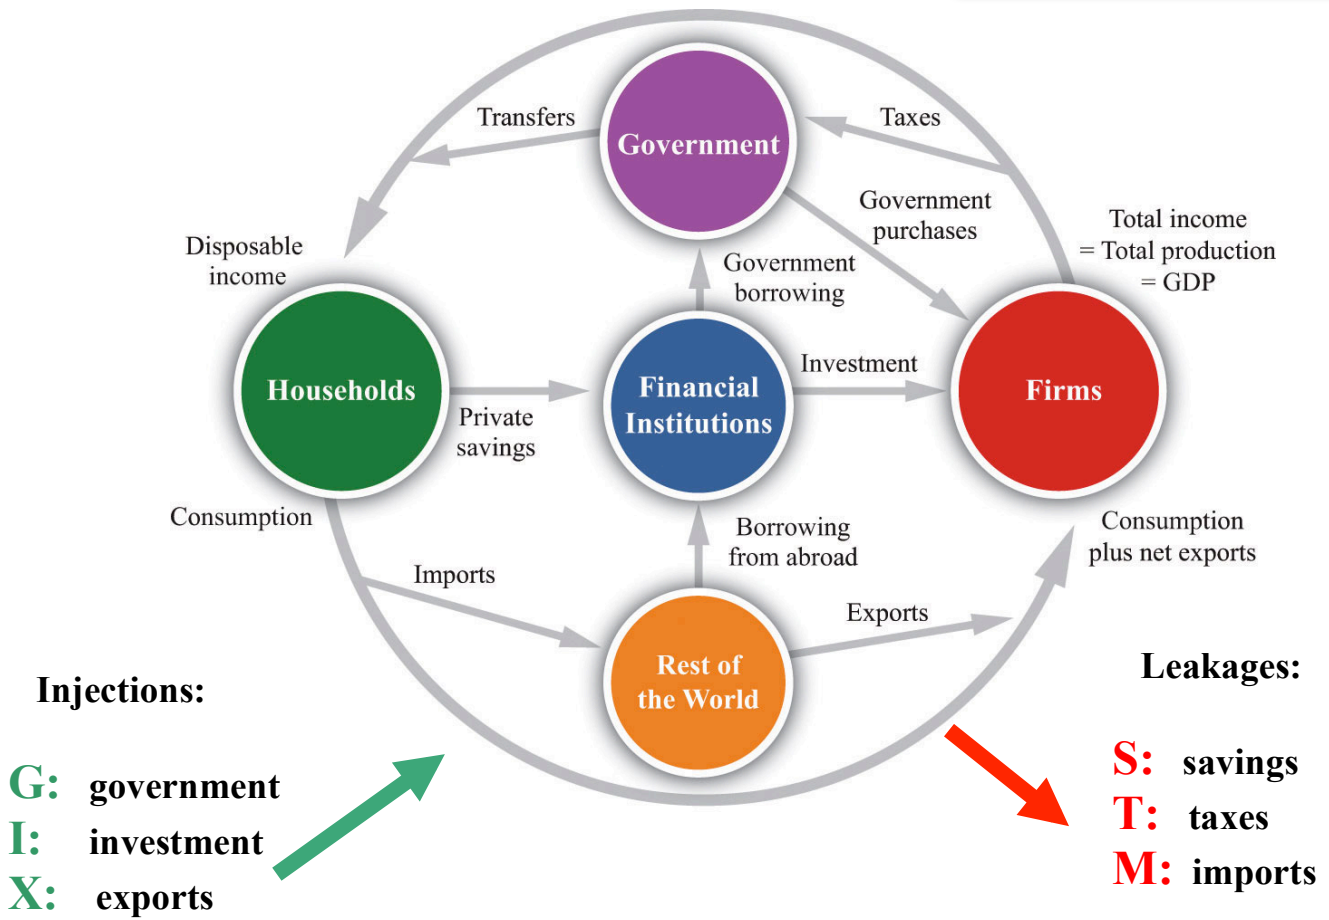 Transfers
Taxes
Government
Government
purchases
Total income
= Total production
= GDP
Disposable
income
Government
borrowing
Households
Private
savings
Financial
Institutions
Investment
Firms
Consumption
Imports
Borrowing
from abroad
Consumption
plus net exports
Exports
Rest of
the World
Injections:
G: government
I: investment
X: exports
Leakages:
S: savings
T: taxes
M: imports